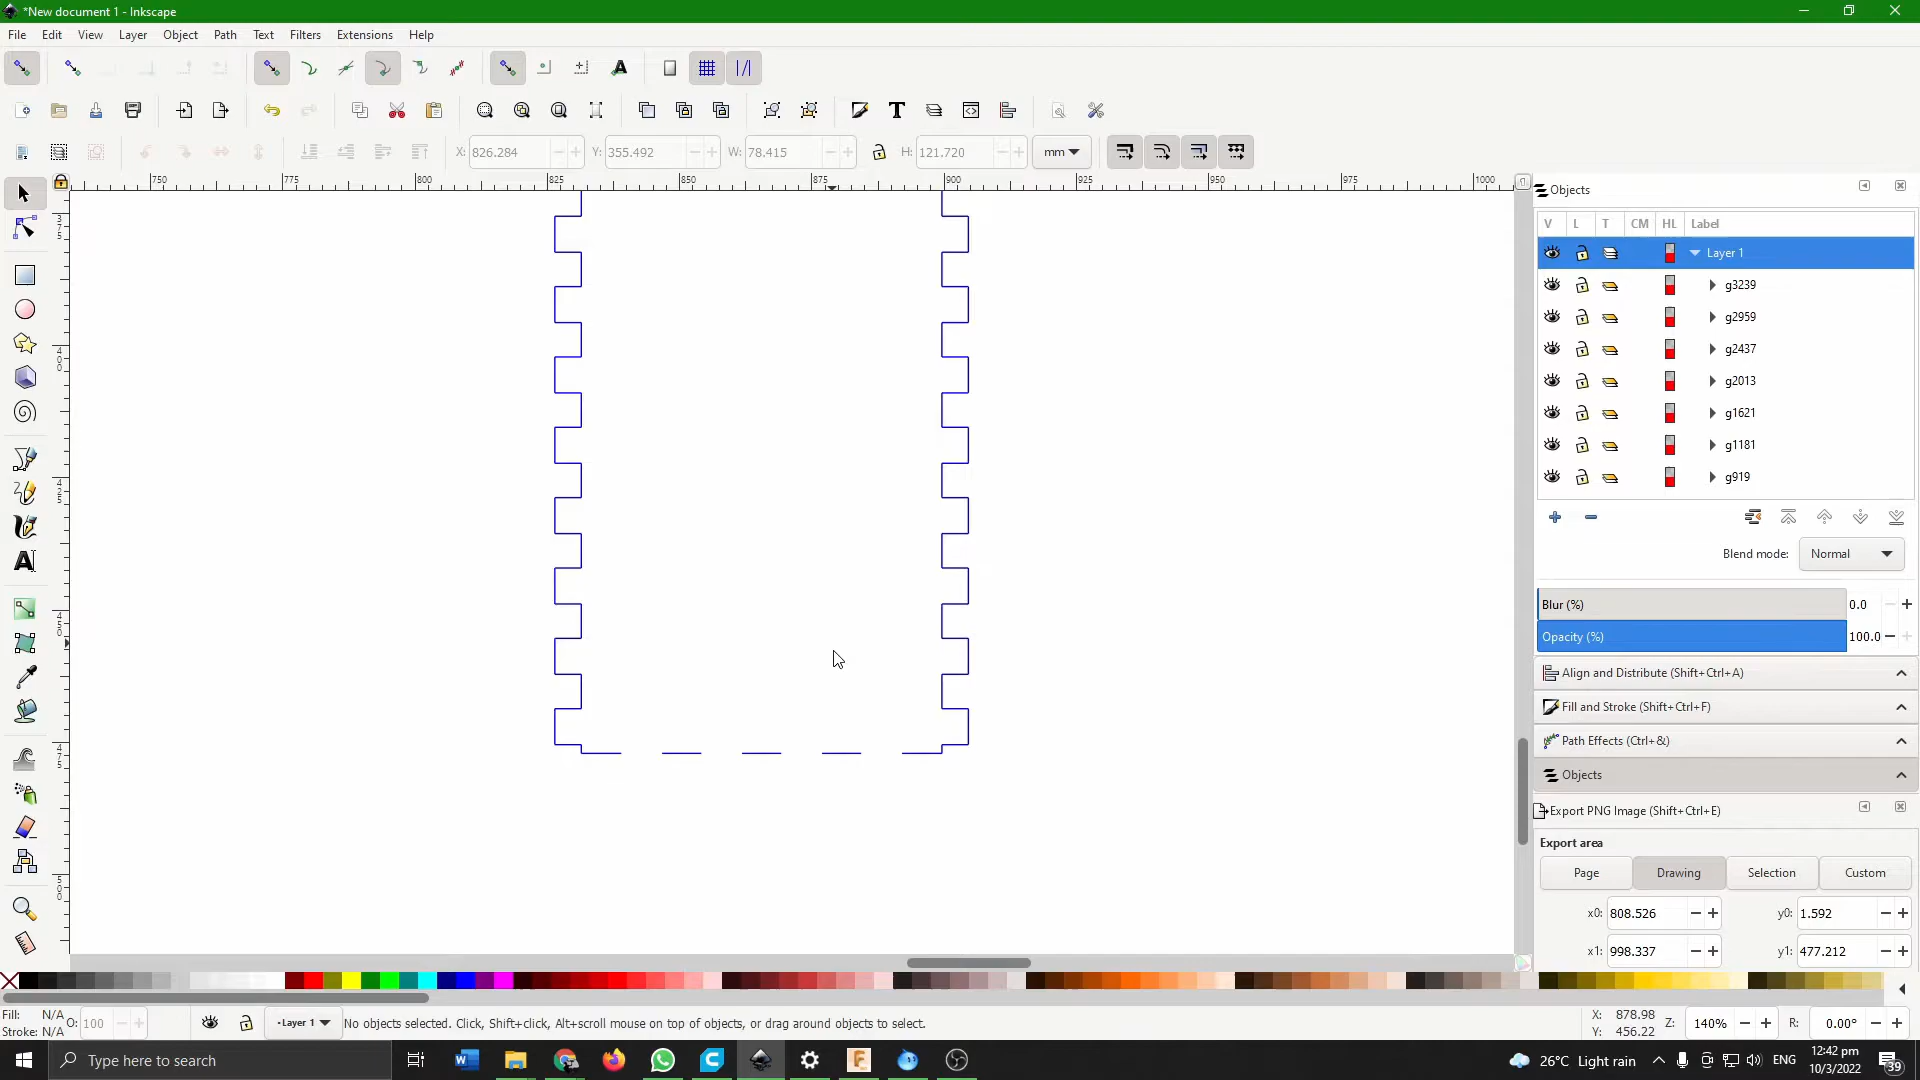 *New document 1 - Inkscape
File Edit View Layer Object Path Text Filters Extensions Help
X: 826.284 Y: 355.492 W: 78.415 H: 121.720 mm
750 775 800 825 850 875 900 925 950 975 1000
375
400
425
450
475
500
Objects
V L T CM HL Label
Layer 1
g3239
g2959
g2437
g2013
g1621
g1181
g919
Blend mode: Normal
Blur (%) 0.0
Opacity (%) 100.0
Align and Distribute (Shift+Ctrl+A)
Fill and Stroke (Shift+Ctrl+F)
Path Effects (Ctrl+&)
Objects
Export PNG Image (Shift+Ctrl+E)
Export area
Page Drawing Selection Custom
x0: 808.526 y0: 1.592
x1: 998.337 y1: 477.212
Fill: N/A
Stroke: N/A O: 100 •Layer 1 No objects selected. Click, Shift+click, Alt+scroll mouse on top of objects, or drag around objects to select.
X: 878.98
Y: 456.22 Z: 140% R: 0.00°
Type here to search
26°C Light rain ENG 12:42 pm
10/3/2022 39